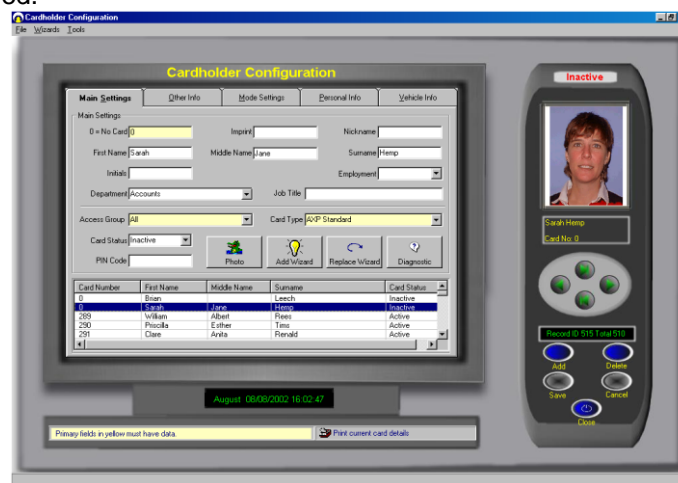 ed.
Cardholder Configuration
File Wizards Tools
Cardholder Configuration
Inactive
Main Settings Other Info Mode Settings Personal Info Vehicle Info
Main Settings
0 = No Card 0 Imprint Nickname
First Name Sarah Middle Name Jane Surname Hemp
Initials Employment
Department Accounts Job Title
Access Group All Card Type AXP Standard
Card Status Inactive
PIN Code
Photo Add Wizard Replace Wizard Diagnostic
Sarah Hemp
Card No: 0
Card Number First Name Middle Name Surname Card Status
0 Brian Leech Inactive
0 Sarah Jane Hemp Inactive
289 William Albert Rees Active
290 Priscilla Esther Tims Active
291 Clare Anita Renald Active
Record ID 515 Total 510
Add Delete
Save Cancel
Close
August 08/08/2002 16:02:47
Primary fields in yellow must have data. Print current card details